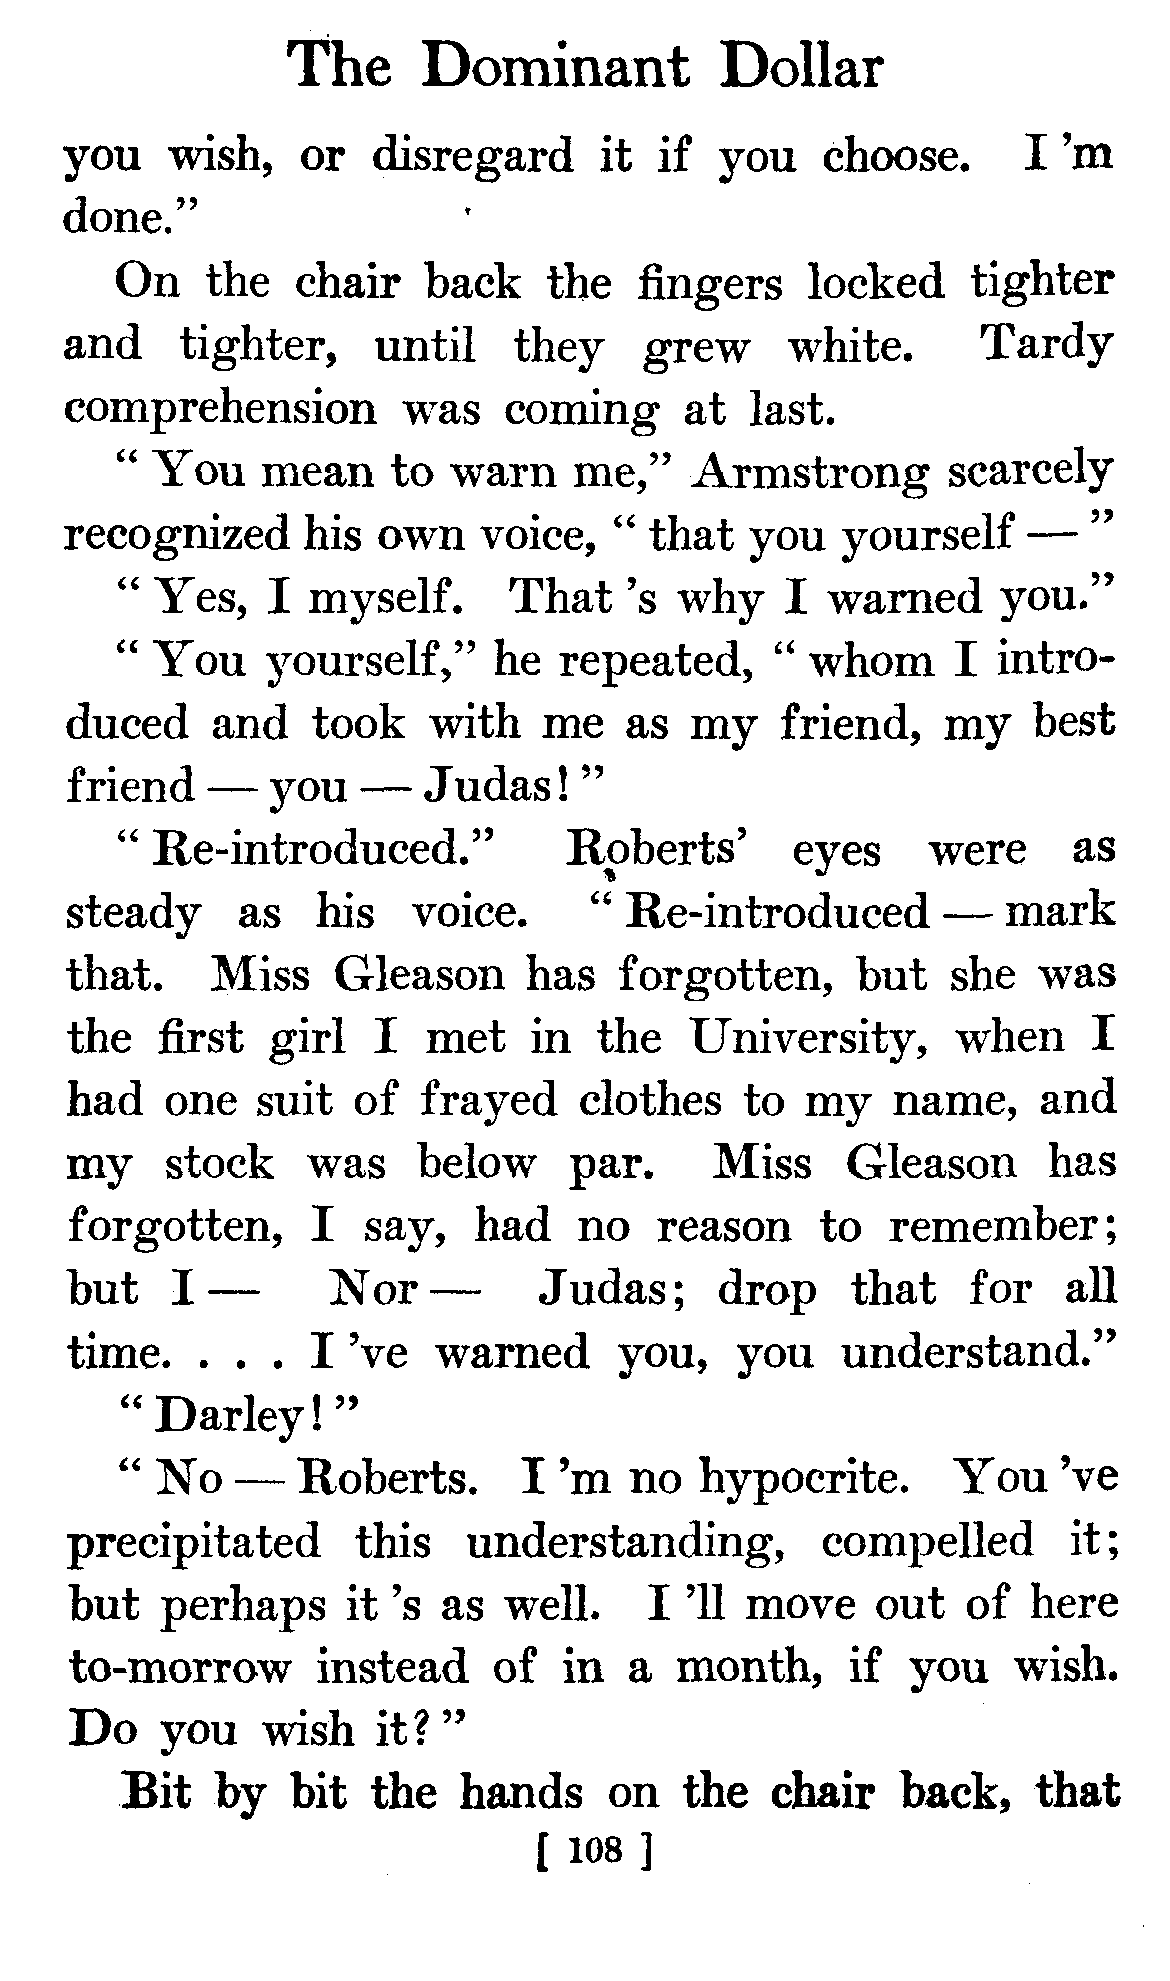 The Dominant Dollar
you wish, or disregard it if you choose. I 'm
done."
On the chair back the fingers locked tighter
and tighter, until they grew white. Tardy
comprehension was coming at last.
" You mean to warn me," Armstrong scarcely
recognized his own voice, " that you yourself — "
" Yes, I myself. That 's why I warned you."
" You yourself," he repeated, " whom I intro-
duced and took with me as my friend, my best
friend — you — Judas! "
" Re-introduced." Roberts' eyes were as
steady as his voice. " Re-introduced — mark
that. Miss Gleason has forgotten, but she was
the first girl I met in the University, when I
had one suit of frayed clothes to my name, and
my stock was below par. Miss Gleason has
forgotten, I say, had no reason to remember;
but I — Nor — Judas; drop that for all
time. . . . I 've warned you, you understand."
" Darley! "
" No — Roberts. I 'm no hypocrite. You 've
precipitated this understanding, compelled it;
but perhaps it 's as well. I 'll move out of here
to-morrow instead of in a month, if you wish.
Do you wish it? "
Bit by bit the hands on the chair back, that
[ 108 ]